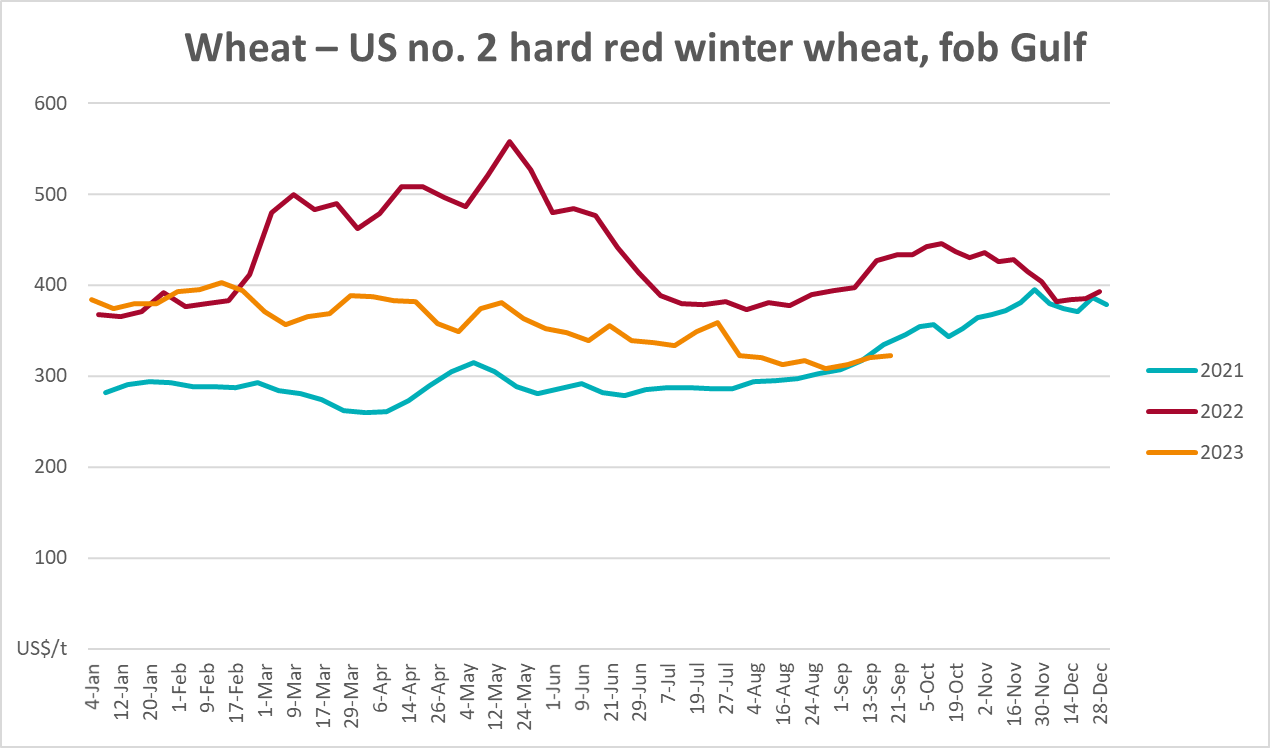 Wheat – US no. 2 hard red winter wheat, fob Gulf
600
500
400
300
200
100
US$/t
4-Jan
12-Jan
20-Jan
1-Feb
9-Feb
17-Feb
1-Mar
9-Mar
17-Mar
29-Mar
6-Apr
14-Apr
26-Apr
4-May
12-May
24-May
1-Jun
9-Jun
21-Jun
29-Jun
7-Jul
19-Jul
27-Jul
4-Aug
16-Aug
24-Aug
1-Sep
13-Sep
21-Sep
5-Oct
19-Oct
2-Nov
16-Nov
30-Nov
14-Dec
28-Dec
2021
2022
2023